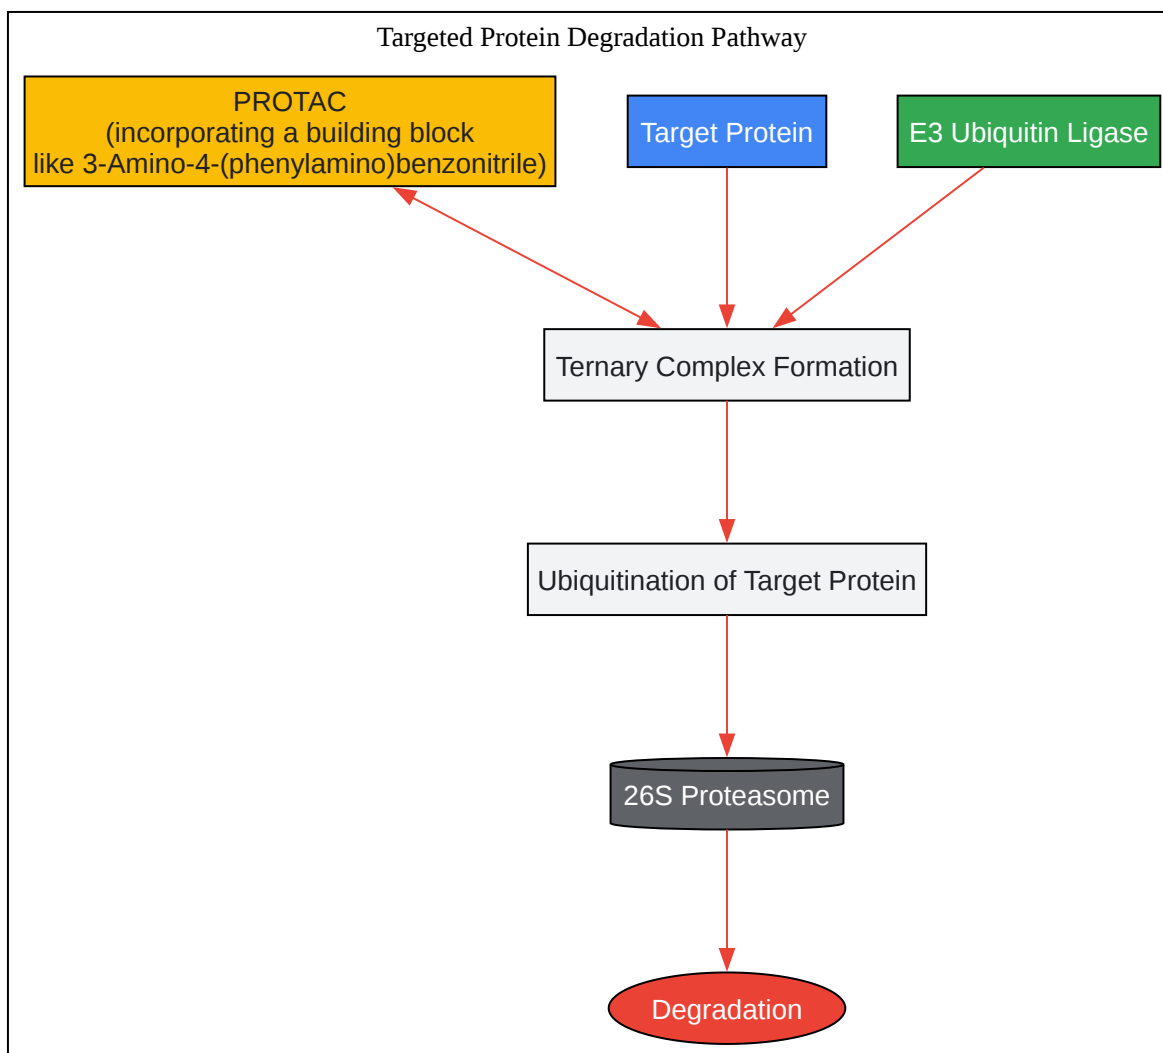 Targeted Protein Degradation Pathway
PROTAC
(incorporating a building block
like 3-Amino-4-(phenylamino)benzonitrile)
Target Protein
E3 Ubiquitin Ligase
Ternary Complex Formation
Ubiquitination of Target Protein
26S Proteasome
Degradation